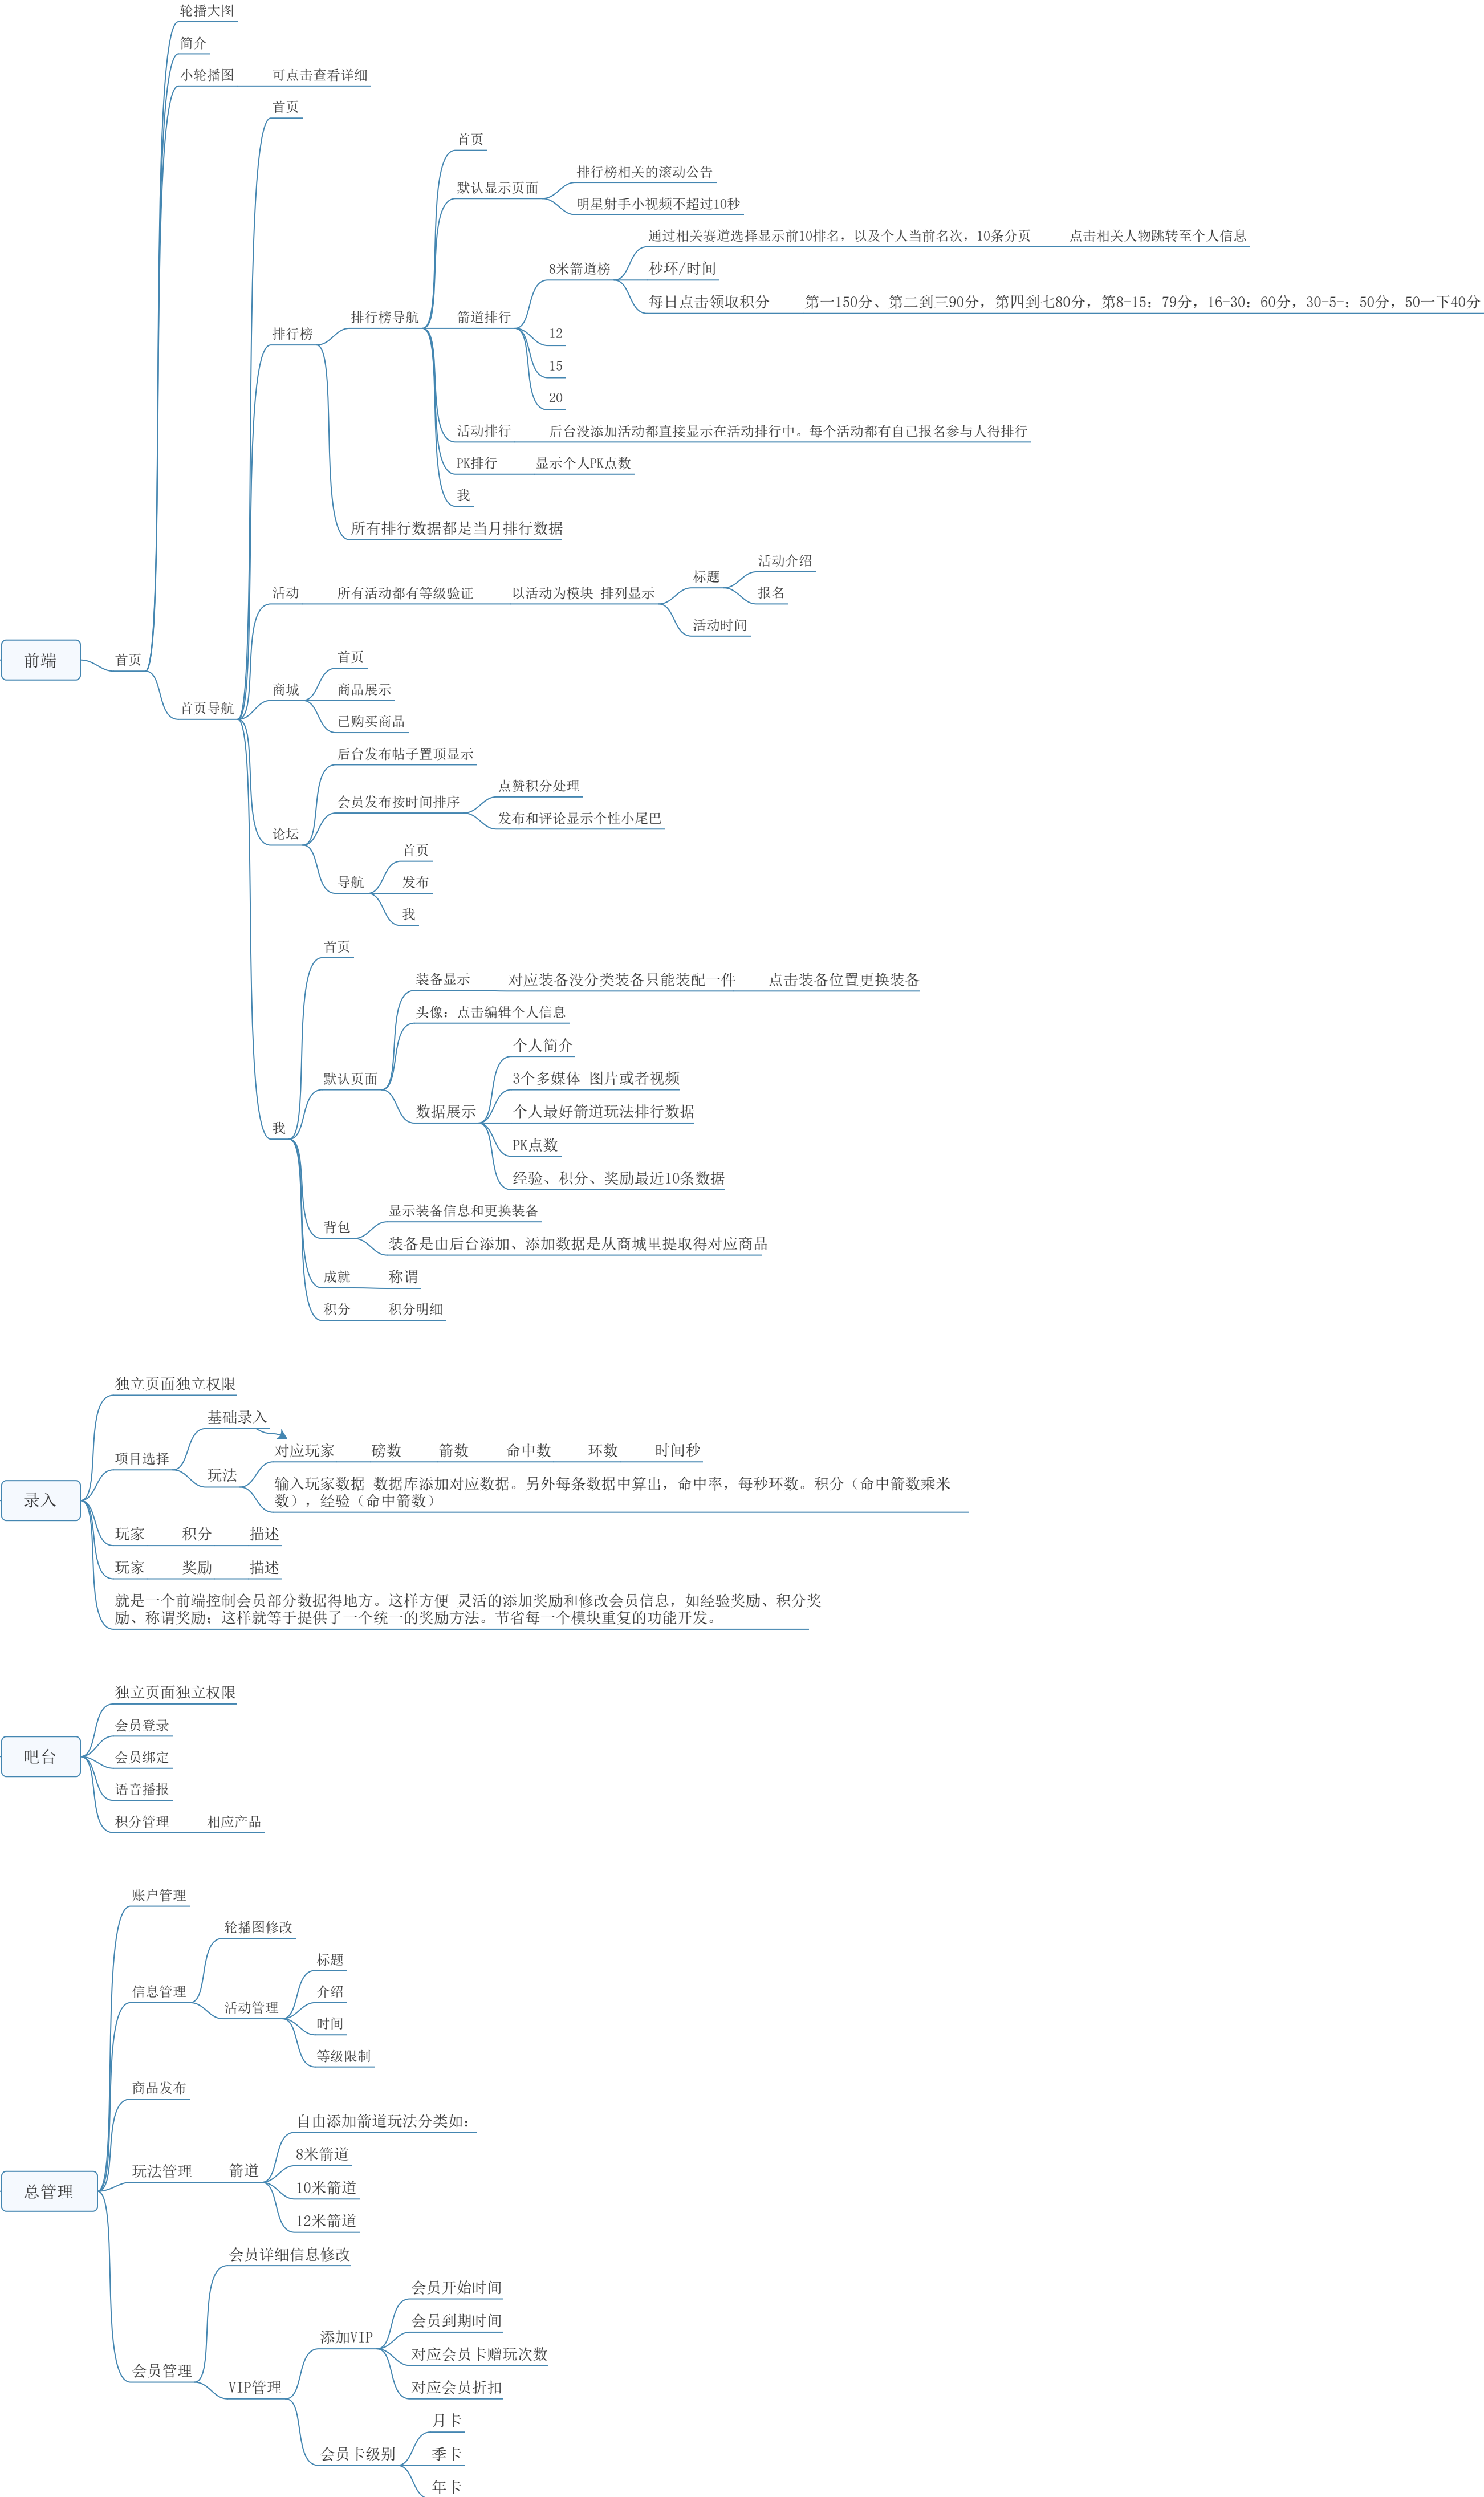 轮播大图
简介
小轮播图 可点击查看详细
首页
首页
排行榜相关的滚动公告
默认显示页面
明星射手小视频不超过10秒
通过相关赛道选择显示前10排名，以及个人当前名次，10条分页 点击相关人物跳转至个人信息
8米箭道榜 秒环/时间
每日点击领取积分 第一150分、第二到三90分，第四到七80分，第8-15：79分，16-30：60分，30-5-：50分，50一下40分
排行榜导航 箭道排行
排行榜 12
15
20
活动排行 后台没添加活动都直接显示在活动排行中。每个活动都有自己报名参与人得排行
PK排行 显示个人PK点数
我
所有排行数据都是当月排行数据
活动介绍
标题
活动 所有活动都有等级验证 以活动为模块 排列显示 报名
活动时间
前端 首页 首页
商城 商品展示
首页导航
已购买商品
后台发布帖子置顶显示
点赞积分处理
会员发布按时间排序
发布和评论显示个性小尾巴
论坛
首页
导航 发布
我
首页
装备显示 对应装备没分类装备只能装配一件 点击装备位置更换装备
头像：点击编辑个人信息
个人简介
默认页面 3个多媒体 图片或者视频
数据展示 个人最好箭道玩法排行数据
我
PK点数
经验、积分、奖励最近10条数据
显示装备信息和更换装备
背包
装备是由后台添加、添加数据是从商城里提取得对应商品
成就 称谓
积分 积分明细
独立页面独立权限
基础录入
对应玩家 磅数 箭数 命中数 环数 时间秒
项目选择
玩法
输入玩家数据 数据库添加对应数据。另外每条数据中算出，命中率，每秒环数。积分（命中箭数乘米
数），经验（命中箭数）
录入
玩家 积分 描述
玩家 奖励 描述
就是一个前端控制会员部分数据得地方。这样方便 灵活的添加奖励和修改会员信息，如经验奖励、积分奖
励、称谓奖励；这样就等于提供了一个统一的奖励方法。节省每一个模块重复的功能开发。
独立页面独立权限
会员登录
吧台 会员绑定
语音播报
积分管理 相应产品
账户管理
轮播图修改
标题
信息管理 介绍
活动管理
时间
等级限制
商品发布
自由添加箭道玩法分类如：
8米箭道
玩法管理 箭道
10米箭道
总管理
12米箭道
会员详细信息修改
会员开始时间
会员到期时间
添加VIP
对应会员卡赠玩次数
会员管理
VIP管理 对应会员折扣
月卡
会员卡级别 季卡
年卡